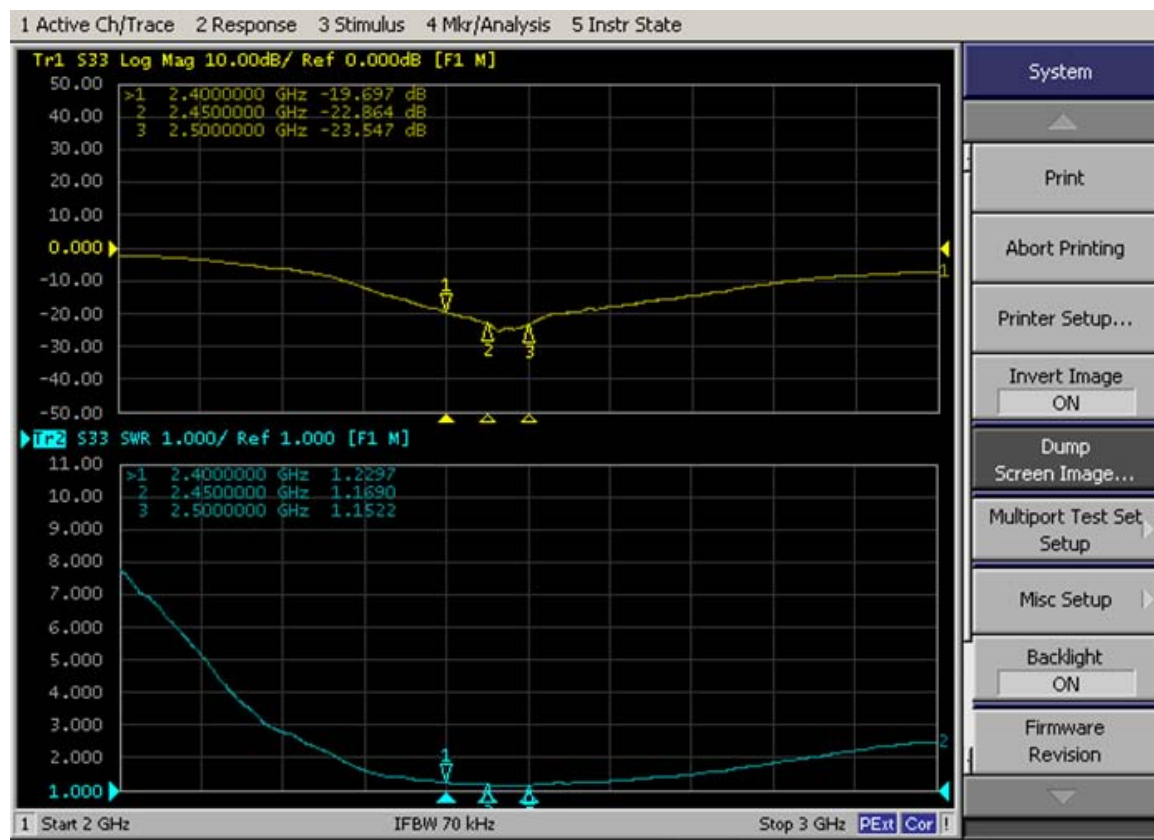 1 Active Ch/Trace 2 Response 3 Stimulus 4 Mkr/Analysis 5 Instr State
Tr1 S33 Log Mag 10.00dB/ Ref 0.000dB [F1 M]
50.00
>1 2.4000000 GHz -19.697 dB
2 2.4500000 GHz -22.864 dB
3 2.5000000 GHz -23.547 dB
40.00
30.00
20.00
10.00
0.000
-10.00
-20.00
-30.00
-40.00
-50.00
1
2
3
1
Tr2 S33 SWR 1.000/ Ref 1.000 [F1 M]
11.00
>1 2.4000000 GHz 1.2297
2 2.4500000 GHz 1.1690
3 2.5000000 GHz 1.1522
10.00
9.000
8.000
7.000
6.000
5.000
4.000
3.000
2.000
1.000
1
2
1 Start 2 GHz IFBW 70 kHz Stop 3 GHz PExt Cor !
System
Print
Abort Printing
Printer Setup...
Invert Image
ON
Dump
Screen Image...
Multiport Test Set
Setup
Misc Setup
Backlight
ON
Firmware
Revision